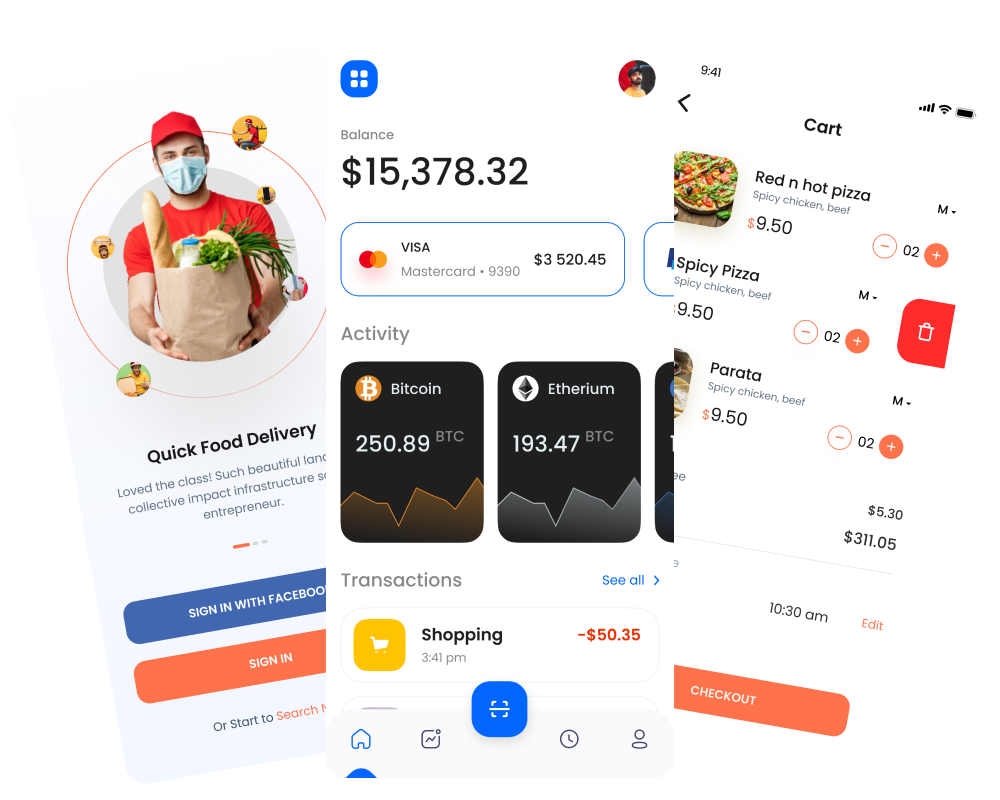 Quick Food Delivery
Loved the class! Such beautiful land
collective impact infrastructure so
entrepreneur.
SIGN IN WITH FACEBOO
SIGN IN
Or Start to Search
Balance
$15,378.32
VISA
Mastercard • 9390
$3 520.45
Activity
Bitcoin
250.89 BTC
Etherium
193.47 BTC
Transactions
See all
Shopping
3:41 pm
-$50.35
9:41
Cart
Red n hot pizza
Spicy chicken, beef
$9.50
M
02
Spicy Pizza
Spicy chicken, beef
$9.50
M
02
Parata
Spicy chicken, beef
$9.50
M
02
ee
$5.30
$311.05
e
10:30 am
Edit
CHECKOUT